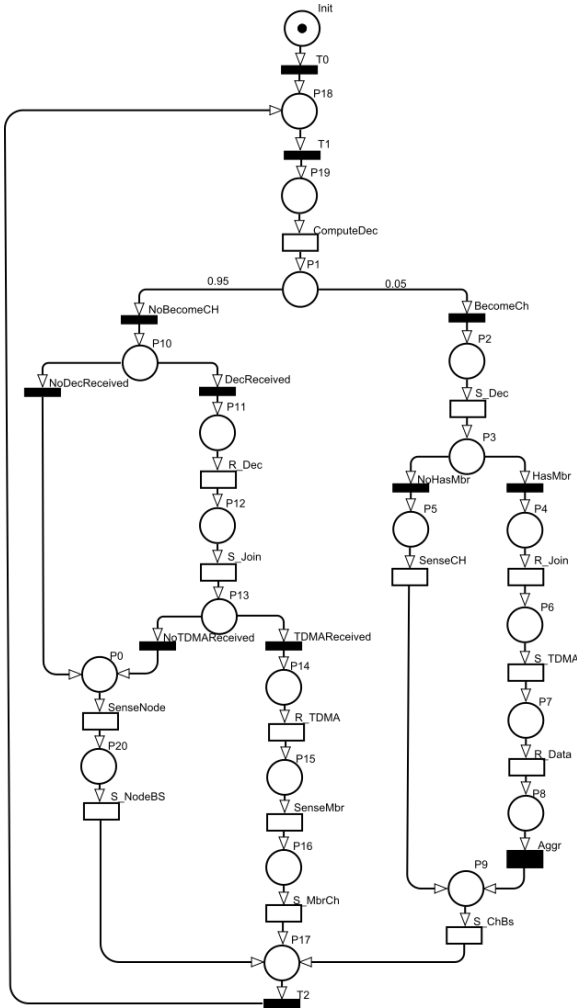 Init
T0
P18
T1
P19
ComputeDec
P1
0.95
0.05
NoBecomeCH
BecomeCh
P10
P2
NoDecReceived
DecReceived
S_Dec
P11
P3
R_Dec
NoHasMbr
HasMbr
P12
P5
P4
S_Join
SenseCH
R_Join
P13
P6
NoTDMAReceived
TDMAReceived
P0
P14
S_TDMA
SenseNode
R_TDMA
P7
P20
P15
R_Data
S_NodeBS
SenseMbr
P8
P16
Aggr
P9
S_MbrCh
S_ChBs
P17
T2